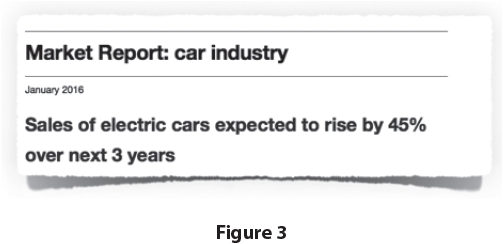 Market Report: car industry
January 2016
Sales of electric cars expected to rise by 45%
over next 3 years
Figure 3